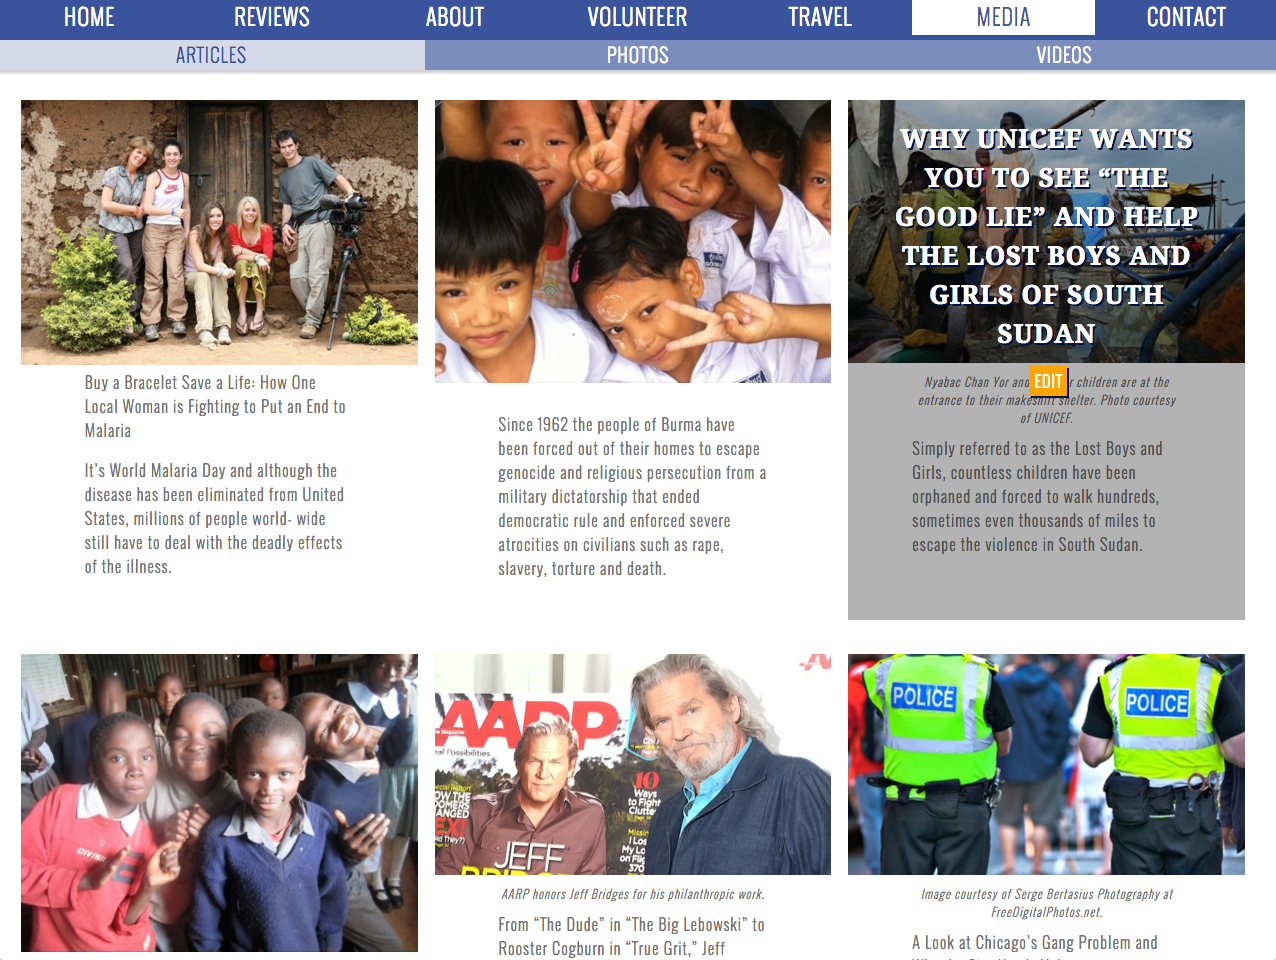 HOME REVIEWS ABOUT VOLUNTEER TRAVEL MEDIA CONTACT
ARTICLES PHOTOS VIDEOS
Buy a Bracelet Save a Life: How One
Local Woman is Fighting to Put an End to
Malaria
It's World Malaria Day and although the
disease has been eliminated from United
States, millions of people world- wide
still have to deal with the deadly effects
of the illness.
Since 1962 the people of Burma have
been forced out of their homes to escape
genocide and religious persecution from a
military dictatorship that ended
democratic rule and enforced severe
atrocities on civilians such as rape,
slavery, torture and death.
WHY UNICEF WANTS
YOU TO SEE “THE
GOOD LIE” AND HELP
THE LOST BOYS AND
GIRLS OF SOUTH
SUDAN
EDIT
Nyabac Chan Yor and children are at the
entrance to their makeshift shelter. Photo courtesy
of UNICEF.
Simply referred to as the Lost Boys and
Girls, countless children have been
orphaned and forced to walk hundreds,
sometimes even thousands of miles to
escape the violence in South Sudan.
AARP
Possibilities
10
Ways
to Fight
JEFF
AARP honors Jeff Bridges for his philanthropic work.
From “The Dude” in “The Big Lebowski” to
Rooster Cogburn in “True Grit,” Jeff
POLICE
POLICE
Image courtesy of Serge Bertasius Photography at
FreeDigitalPhotos.net.
A Look at Chicago's Gang Problem and